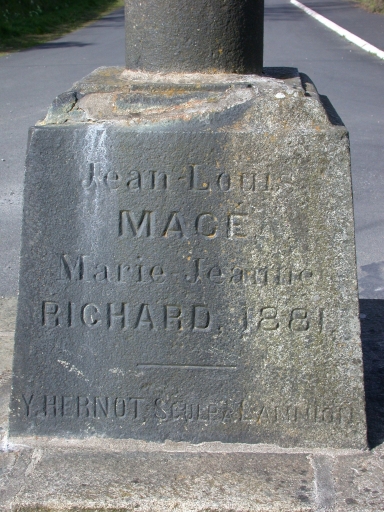 Jean-Louis
MACÉ
Marie-Jeanne
RICHARD, 1881
Y. HERNOT, SCULP. A LANNION